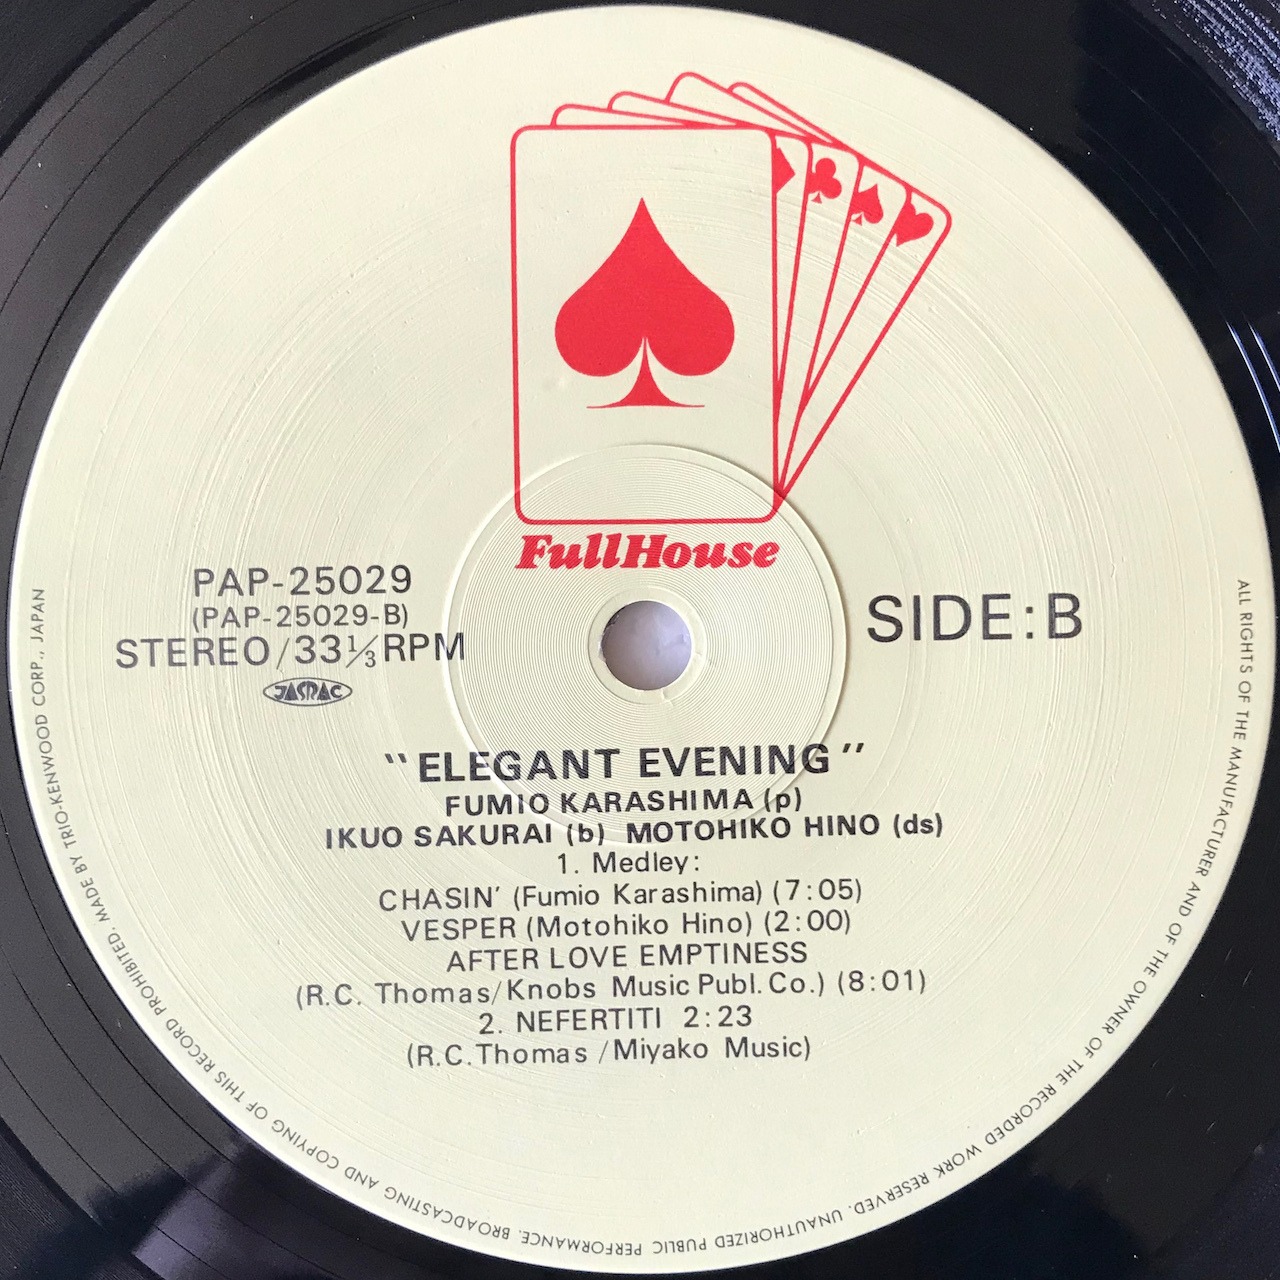 FullHouse
PAP-25029
(PAP-25029-B)
STEREO/33⅓RPM
JASRAC
SIDE:B
"ELEGANT EVENING"
FUMIO KARASHIMA (p)
IKUO SAKURAI (b) MOTOHIKO HINO (ds)
1. Medley:
CHASIN' (Fumio Karashima) (7:05)
VESPER (Motohiko Hino) (2:00)
AFTER LOVE EMPTINESS
(R.C. Thomas/Knobs Music Publ. Co.) (8:01)
2. NEFERTITI 2:23
(R.C.Thomas /Miyako Music)
ALL RIGHTS OF THE MANUFACTURER AND OF THE OWNER OF THE RECORDED WORK RESERVED. UNAUTHORIZED PUBLIC PERFORMANCE. BROADCASTING AND COPYING OF THIS RECORD PROHIBITED. MADE BY TRIO-KENWOOD CORP., JAPAN